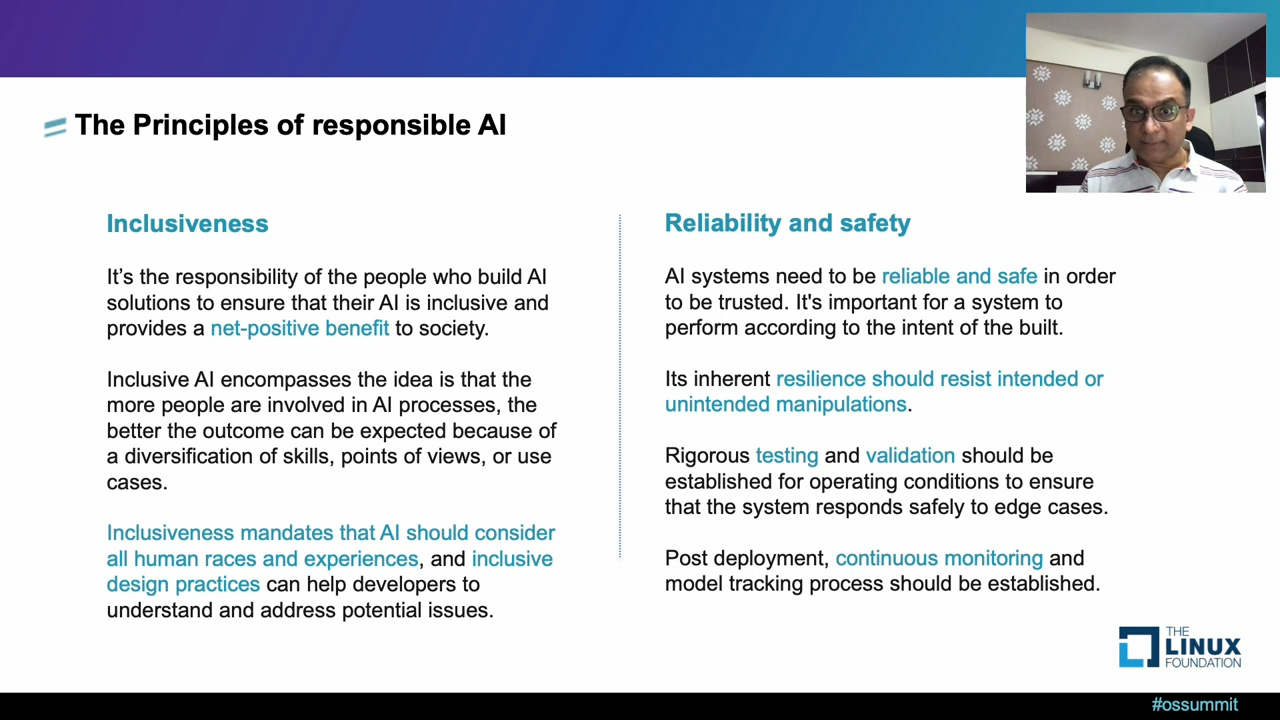 The Principles of responsible AI
Inclusiveness
It’s the responsibility of the people who build AI
solutions to ensure that their AI is inclusive and
provides a net-positive benefit to society.
Inclusive AI encompasses the idea is that the
more people are involved in AI processes, the
better the outcome can be expected because of
a diversification of skills, points of views, or use
cases.
Inclusiveness mandates that AI should consider
all human races and experiences, and inclusive
design practices can help developers to
understand and address potential issues.
Reliability and safety
AI systems need to be reliable and safe in order
to be trusted. It's important for a system to
perform according to the intent of the built.
Its inherent resilience should resist intended or
unintended manipulations.
Rigorous testing and validation should be
established for operating conditions to ensure
that the system responds safely to edge cases.
Post deployment, continuous monitoring and
model tracking process should be established.
THE
LINUX
FOUNDATION
#ossummit